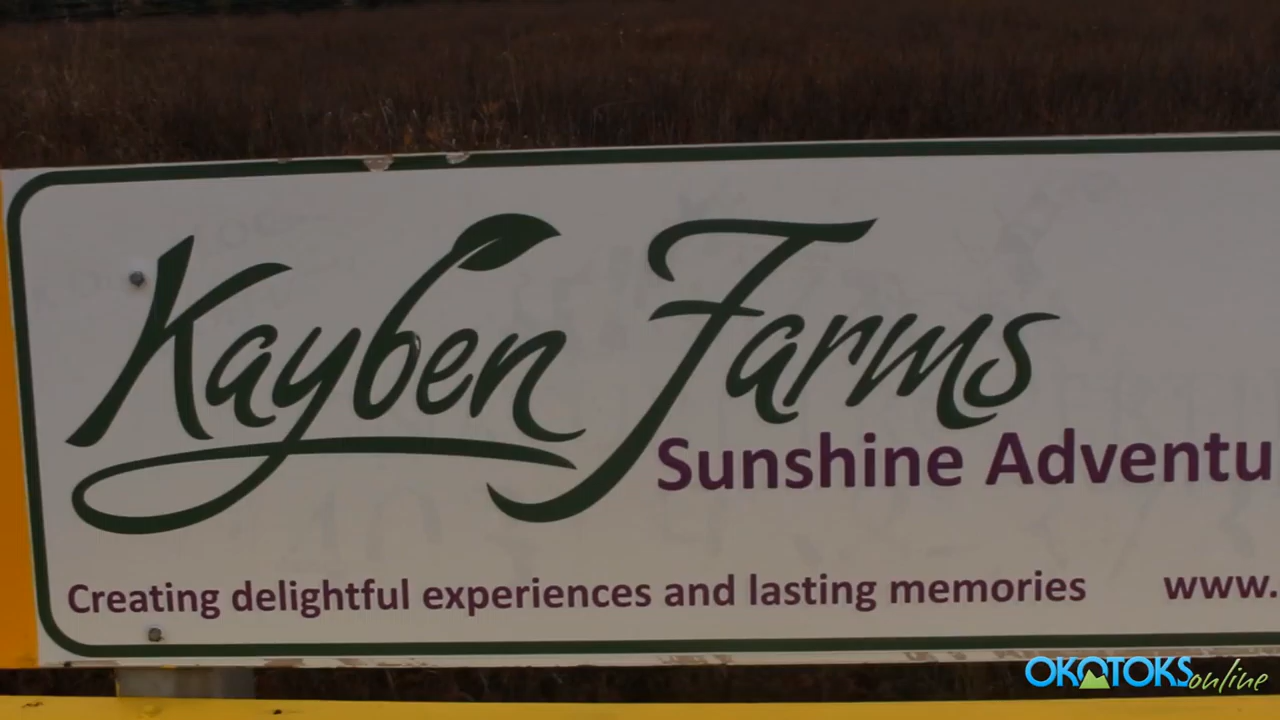 Kayben Farms
Sunshine Adventu
Creating delightful experiences and lasting memories www.
OKOTOKS online